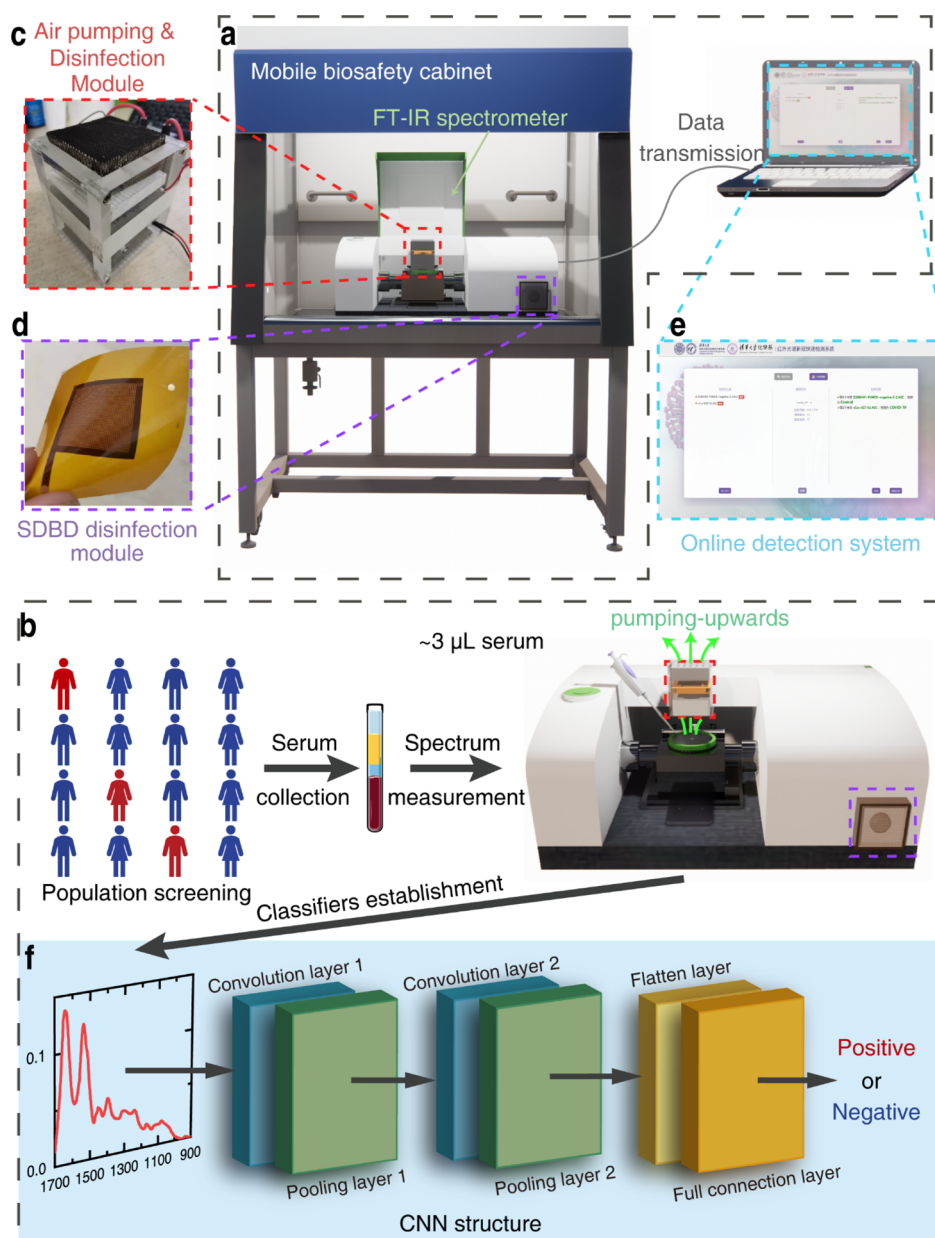 c
Air pumping &
Disinfection
Module
a
Mobile biosafety cabinet
FT-IR spectrometer
Data
transmission
d
SDBD disinfection
module
e
Online detection system
b
~3 μL serum
pumping-upwards
Serum
collection
Spectrum
measurement
Population screening
Classifiers establishment
f
Convolution layer 1
Convolution layer 2
Flatten layer
0.1
0.0
1700 1500 1300 1100 900
Pooling layer 1
Pooling layer 2
Full connection layer
Positive
or
Negative
CNN structure